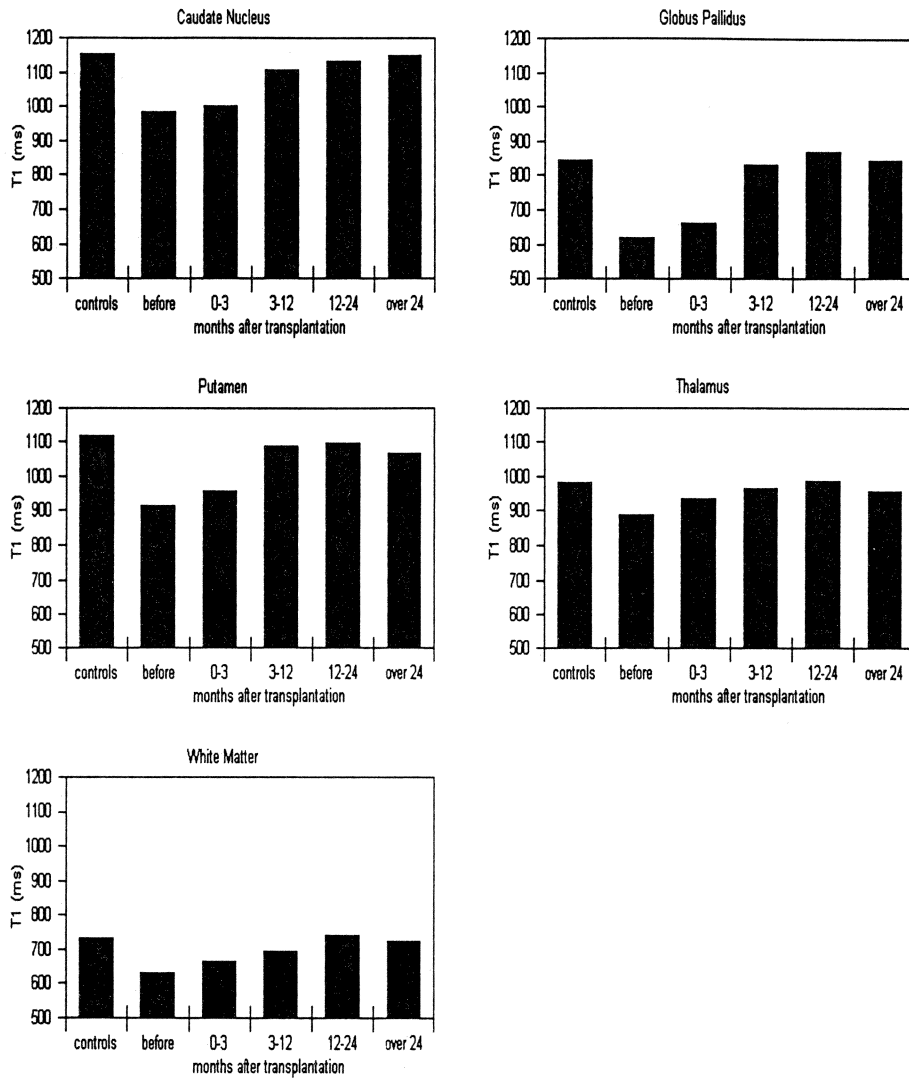 Caudate Nucleus
1200
1100
1000
900
800
700
600
500
T1 (ms)
controls before 0-3 3-12 12-24 over 24
months after transplantation
Globus Pallidus
1200
1100
1000
900
800
700
600
500
T1 (ms)
controls before 0-3 3-12 12-24 over 24
months after transplantation
Putamen
1200
1100
1000
900
800
700
600
500
T1 (ms)
controls before 0-3 3-12 12-24 over 24
months after transplantation
Thalamus
1200
1100
1000
900
800
700
600
500
T1 (ms)
controls before 0-3 3-12 12-24 over 24
months after transplantation
White Matter
1200
1100
1000
900
800
700
600
500
T1 (ms)
controls before 0-3 3-12 12-24 over 24
months after transplantation